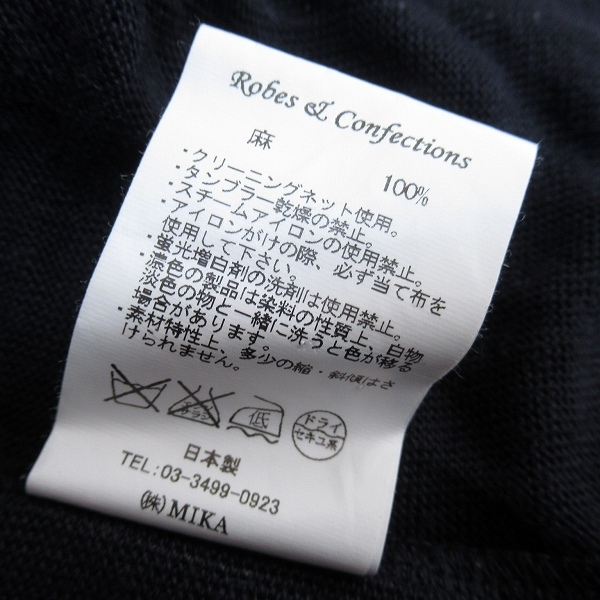 Robes & Confections
麻 100%
・クリーニングネット使用。
・タンブラー乾燥の禁止。
・スチームアイロンの使用禁止。
・アイロンがけの際、必ず当て布を
使用して下さい。
・蛍光増白剤の洗剤は使用禁止。
・濃色の製品は染料の性質上、白物
淡色の物と一緒に洗うと色が移る
場合があります。
・素材特性上、多少の縮・斜傾はさ
けられません。
エンソ
サラシ
低
ドライ
セキユ系
日本製
TEL:03-3499-0923
㈱MIKA